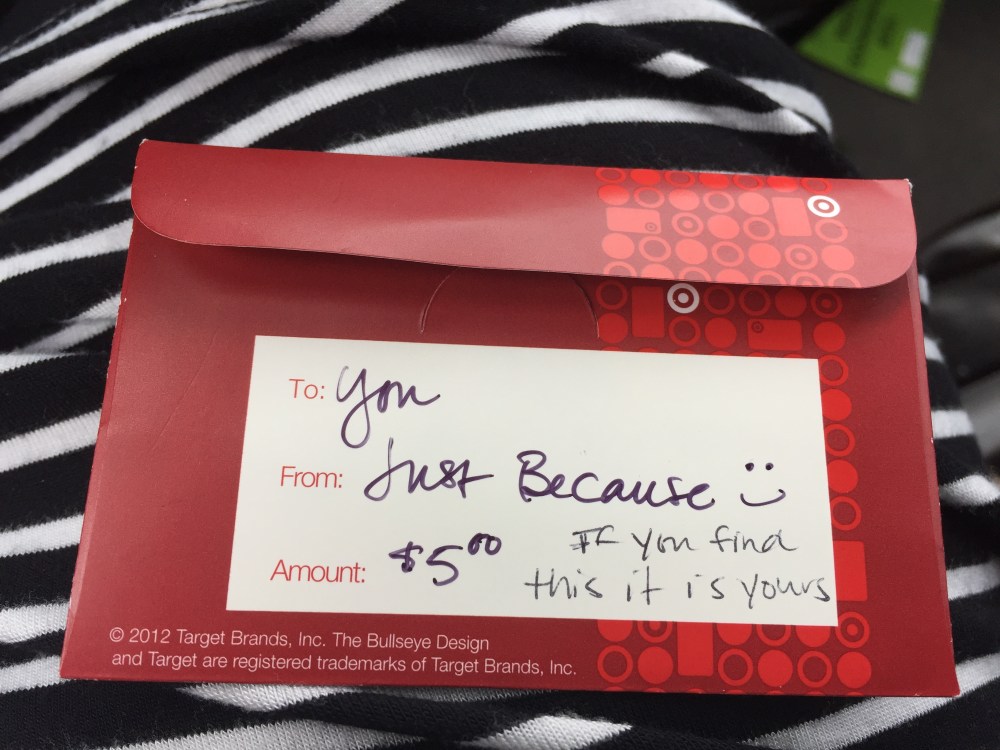 To: You
From: Just Because
Amount: $5.00
If you find
this it is yours
© 2012 Target Brands, Inc. The Bullseye Design
and Target are registered trademarks of Target Brands, Inc.